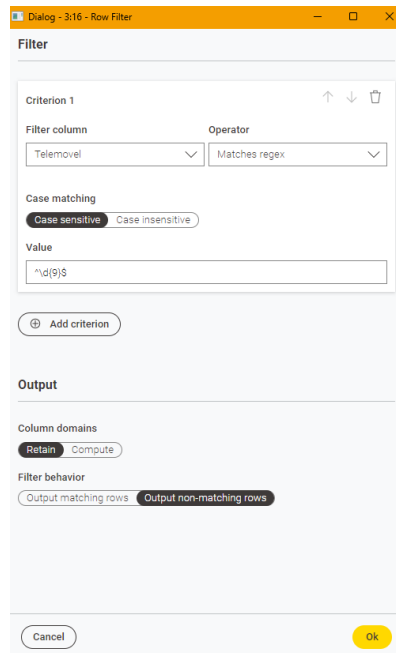 Dialog - 3:16 - Row Filter
Filter
Criterion 1
Filter column Operator
Telemovel Matches regex
Case matching
Case sensitive Case insensitive
Value
^\d{9}$
Add criterion
Output
Column domains
Retain Compute
Filter behavior
Output matching rows Output non-matching rows
Cancel Ok